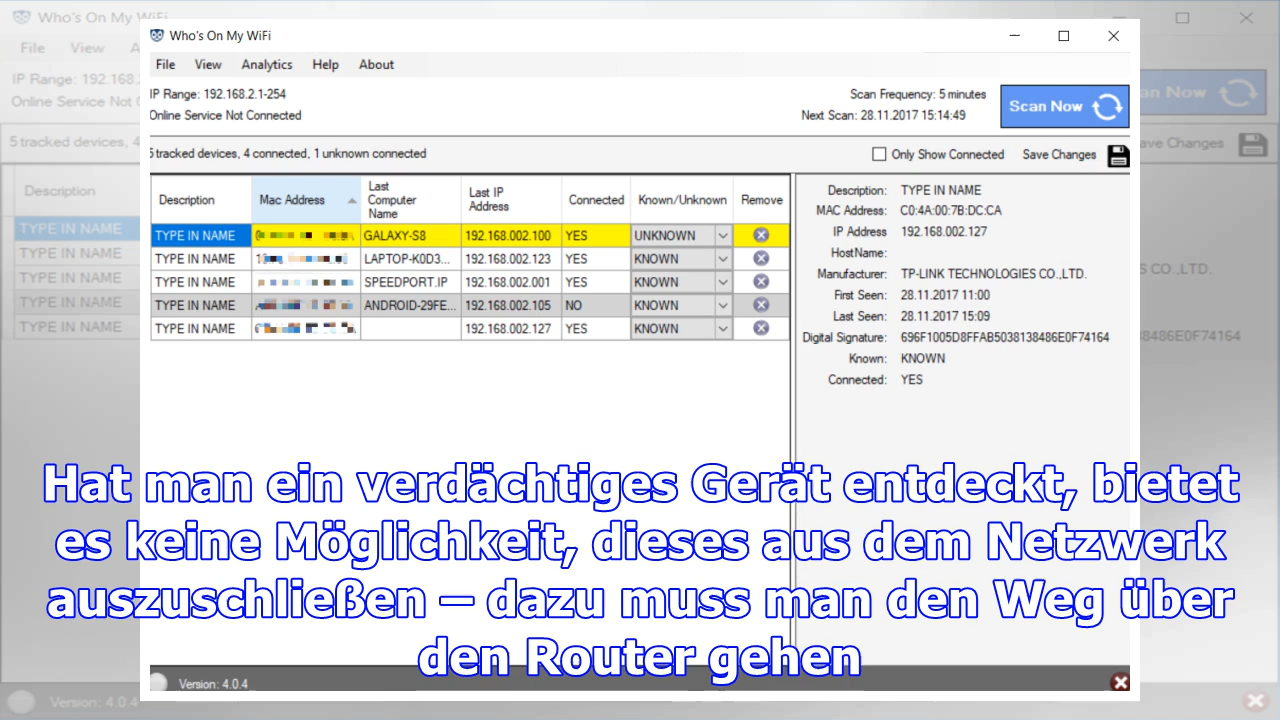 Who's On My WiFi
File View Analytics Help About
IP Range: 192.168.2.1-254
Online Service Not Connected
Scan Frequency: 5 minutes
Next Scan: 28.11.2017 15:14:49
Scan Now
5 tracked devices, 4 connected, 1 unknown connected
Only Show Connected Save Changes
Description Mac Address Last Computer Name Last IP Address Connected Known/Unknown Remove
TYPE IN NAME GALAXY-S8 192.168.002.100 YES UNKNOWN
TYPE IN NAME LAPTOP-K0D3... 192.168.002.123 YES KNOWN
TYPE IN NAME SPEEDPORT.IP 192.168.002.001 YES KNOWN
TYPE IN NAME ANDROID-29FE... 192.168.002.105 NO KNOWN
TYPE IN NAME 192.168.002.127 YES KNOWN
Description: TYPE IN NAME
MAC Address: C0:4A:00:7B:DC:CA
IP Address 192.168.002.127
HostName:
Manufacturer: TP-LINK TECHNOLOGIES CO.,LTD.
First Seen: 28.11.2017 11:00
Last Seen: 28.11.2017 15:09
Digital Signature: 696F1005D8FFAB5038138486E0F74164
Known: KNOWN
Connected: YES
Hat man ein verdächtiges Gerät entdeckt, bietet
es keine Möglichkeit, dieses aus dem Netzwerk
auszuschließen – dazu muss man den Weg über
den Router gehen
Version: 4.0.4